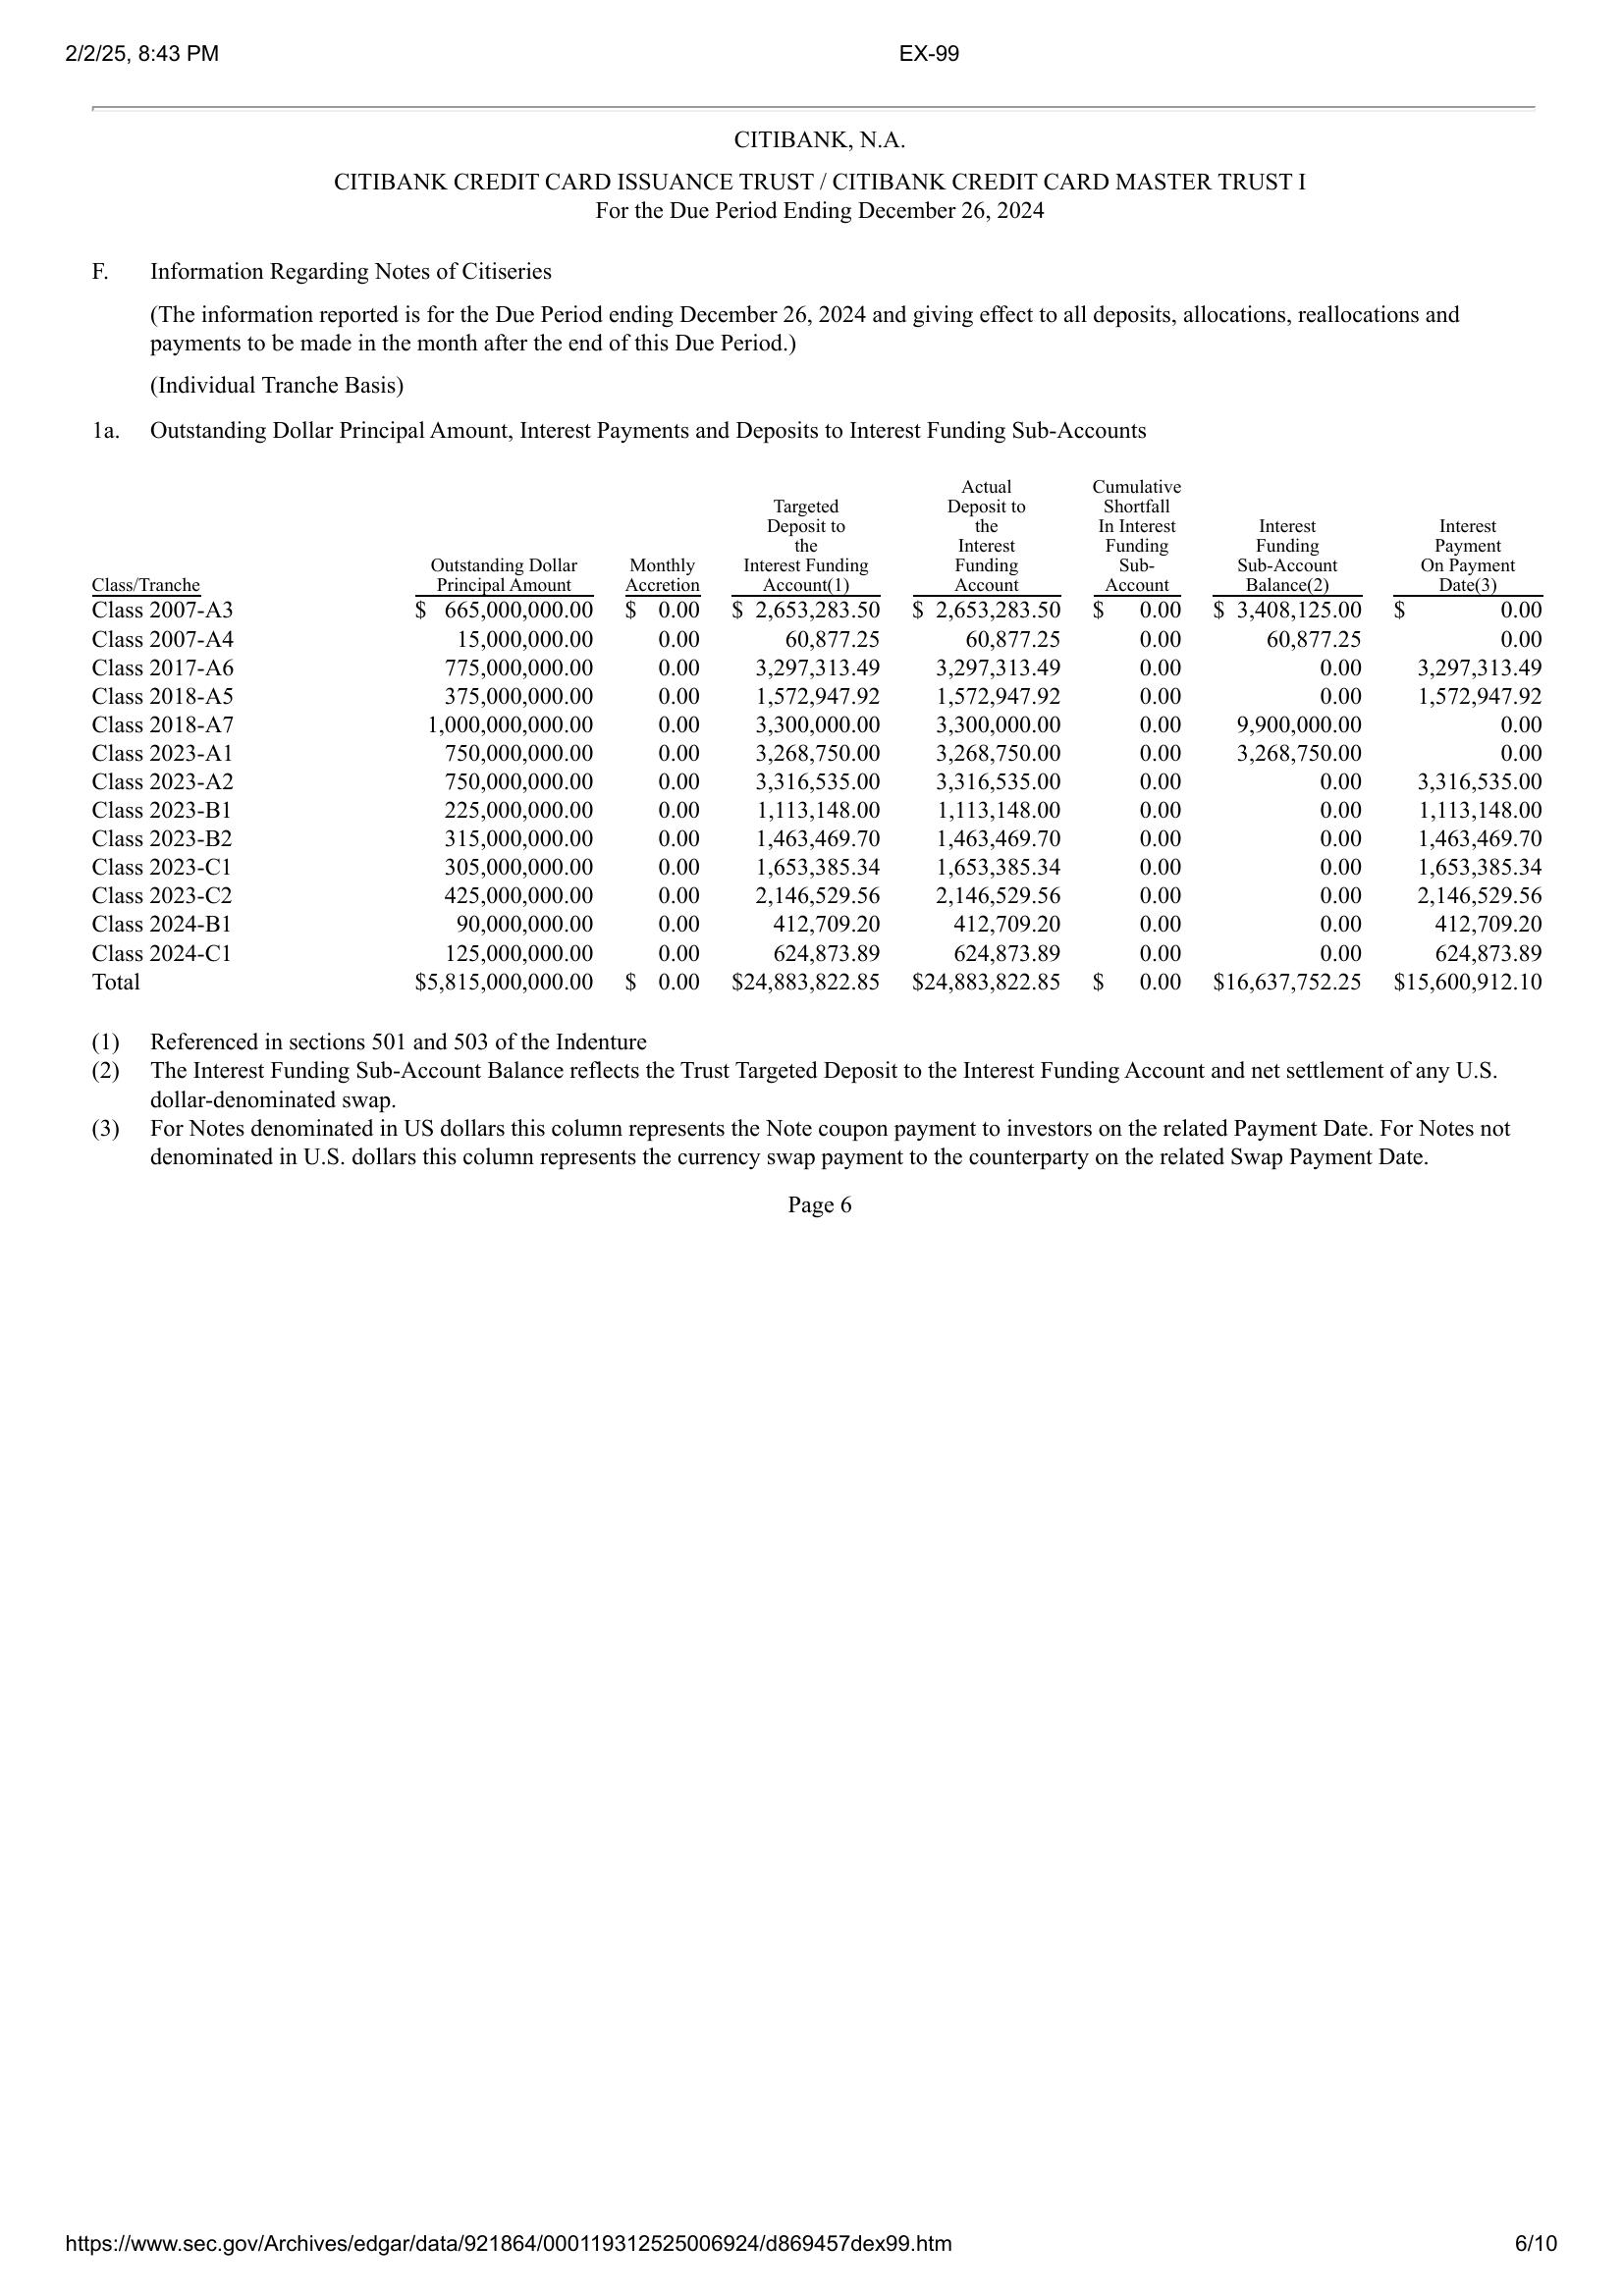 2/2/25, 8:43 PM EX-99
CITIBANK, N.A.
CITIBANK CREDIT CARD ISSUANCE TRUST / CITIBANK CREDIT CARD MASTER TRUST I
For the Due Period Ending December 26, 2024
F. Information Regarding Notes of Citiseries
(The information reported is for the Due Period ending December 26, 2024 and giving effect to all deposits, allocations, reallocations and
payments to be made in the month after the end of this Due Period.)
(Individual Tranche Basis)
1a. Outstanding Dollar Principal Amount, Interest Payments and Deposits to Interest Funding Sub-Accounts
Actual Cumulative
Targeted Deposit to Shortfall
Deposit to the In Interest Interest Interest
the Interest Funding Funding Payment
Outstanding Dollar Monthly Interest Funding Funding Sub- Sub-Account On Payment
Class/Tranche Principal Amount Accretion Account(1) Account Account Balance(2) Date(3)
Class 2007-A3 $ 665,000,000.00 $ 0.00 $ 2,653,283.50 $ 2,653,283.50 $ 0.00 $ 3,408,125.00 $ 0.00
Class 2007-A4 15,000,000.00 0.00 60,877.25 60,877.25 0.00 60,877.25 0.00
Class 2017-A6 775,000,000.00 0.00 3,297,313.49 3,297,313.49 0.00 0.00 3,297,313.49
Class 2018-A5 375,000,000.00 0.00 1,572,947.92 1,572,947.92 0.00 0.00 1,572,947.92
Class 2018-A7 1,000,000,000.00 0.00 3,300,000.00 3,300,000.00 0.00 9,900,000.00 0.00
Class 2023-A1 750,000,000.00 0.00 3,268,750.00 3,268,750.00 0.00 3,268,750.00 0.00
Class 2023-A2 750,000,000.00 0.00 3,316,535.00 3,316,535.00 0.00 0.00 3,316,535.00
Class 2023-B1 225,000,000.00 0.00 1,113,148.00 1,113,148.00 0.00 0.00 1,113,148.00
Class 2023-B2 315,000,000.00 0.00 1,463,469.70 1,463,469.70 0.00 0.00 1,463,469.70
Class 2023-C1 305,000,000.00 0.00 1,653,385.34 1,653,385.34 0.00 0.00 1,653,385.34
Class 2023-C2 425,000,000.00 0.00 2,146,529.56 2,146,529.56 0.00 0.00 2,146,529.56
Class 2024-B1 90,000,000.00 0.00 412,709.20 412,709.20 0.00 0.00 412,709.20
Class 2024-C1 125,000,000.00 0.00 624,873.89 624,873.89 0.00 0.00 624,873.89
Total $5,815,000,000.00 $ 0.00 $24,883,822.85 $24,883,822.85 $ 0.00 $16,637,752.25 $15,600,912.10
(1) Referenced in sections 501 and 503 of the Indenture
(2) The Interest Funding Sub-Account Balance reflects the Trust Targeted Deposit to the Interest Funding Account and net settlement of any U.S.
dollar-denominated swap.
(3) For Notes denominated in US dollars this column represents the Note coupon payment to investors on the related Payment Date. For Notes not
denominated in U.S. dollars this column represents the currency swap payment to the counterparty on the related Swap Payment Date.
Page 6
https://www.sec.gov/Archives/edgar/data/921864/000119312525006924/d869457dex99.htm 6/10